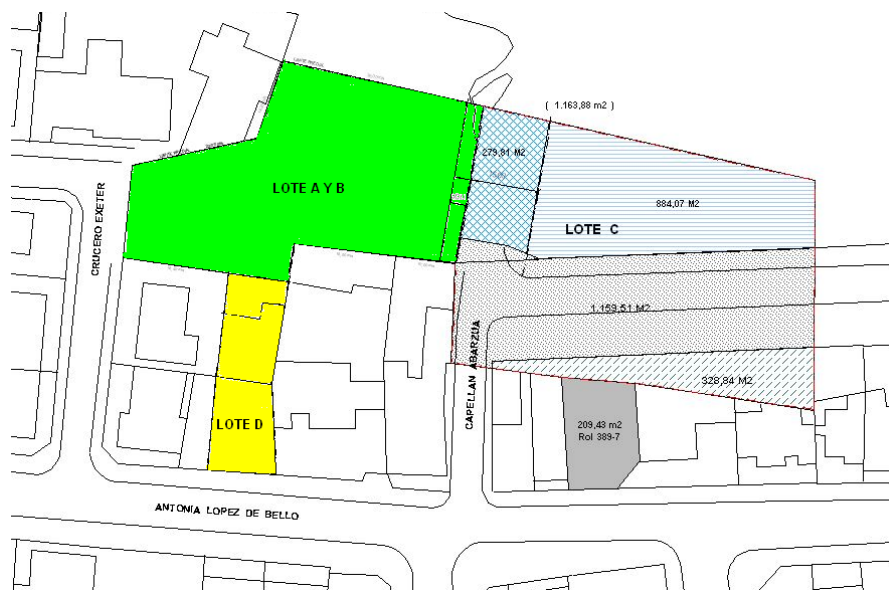 ( 1.163,88 m2 )
279,81 M2
LOTE A Y B
884,07 M2
LOTE C
CRUCERO EXETER
1.159,51 M2
CAPELLAN ABARZUA
328,84 M2
LOTE D
209,43 m2
Rol 389-7
ANTONIA LOPEZ DE BELLO